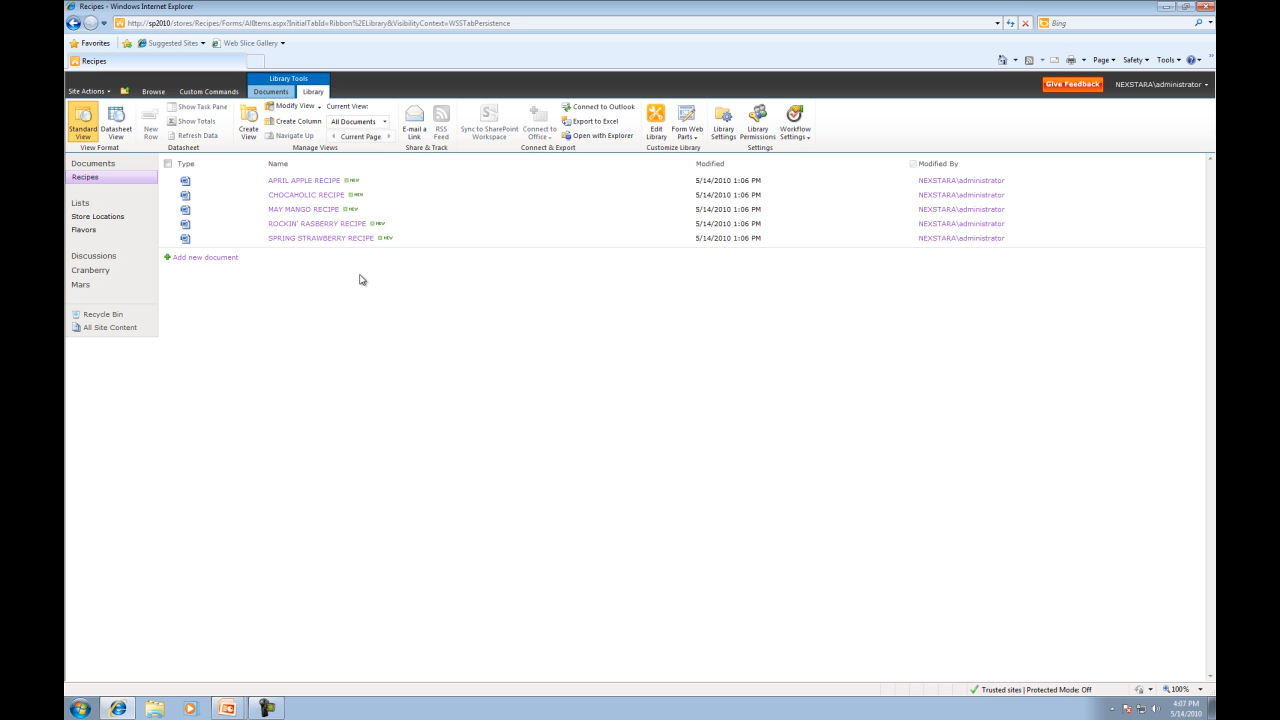 Recipes - Windows Internet Explorer
http://sp2010/stores/Recipes/Forms/AllItems.aspx?InitialTabId=Ribbon%2ELibrary&VisibilityContext=WSSTabPersistence
Bing
Favorites Suggested Sites Web Slice Gallery
Recipes
Page Safety Tools
Library Tools
Site Actions Browse Custom Commands Documents Library Give Feedback NEXSTARA\administrator
Standard View Datasheet View New Row Show Task Pane Show Totals Refresh Data Create View Modify View Create Column Navigate Up Current View: All Documents Current Page E-mail a Link RSS Feed Sync to SharePoint Workspace Connect to Office Connect to Outlook Export to Excel Open with Explorer Edit Library Form Web Parts Library Settings Library Permissions Workflow Settings
View Format Datasheet Manage Views Share & Track Connect & Export Customize Library Settings
Documents
Recipes
Lists
Store Locations
Flavors
Discussions
Cranberry
Mars
Recycle Bin
All Site Content
Type Name Modified Modified By
APRIL APPLE RECIPE NEW 5/14/2010 1:06 PM NEXSTARA\administrator
CHOCAHOLIC RECIPE NEW 5/14/2010 1:06 PM NEXSTARA\administrator
MAY MANGO RECIPE NEW 5/14/2010 1:06 PM NEXSTARA\administrator
ROCKIN' RASBERRY RECIPE NEW 5/14/2010 1:06 PM NEXSTARA\administrator
SPRING STRAWBERRY RECIPE NEW 5/14/2010 1:06 PM NEXSTARA\administrator
Add new document
Trusted sites | Protected Mode: Off 100%
4:07 PM
5/14/2010